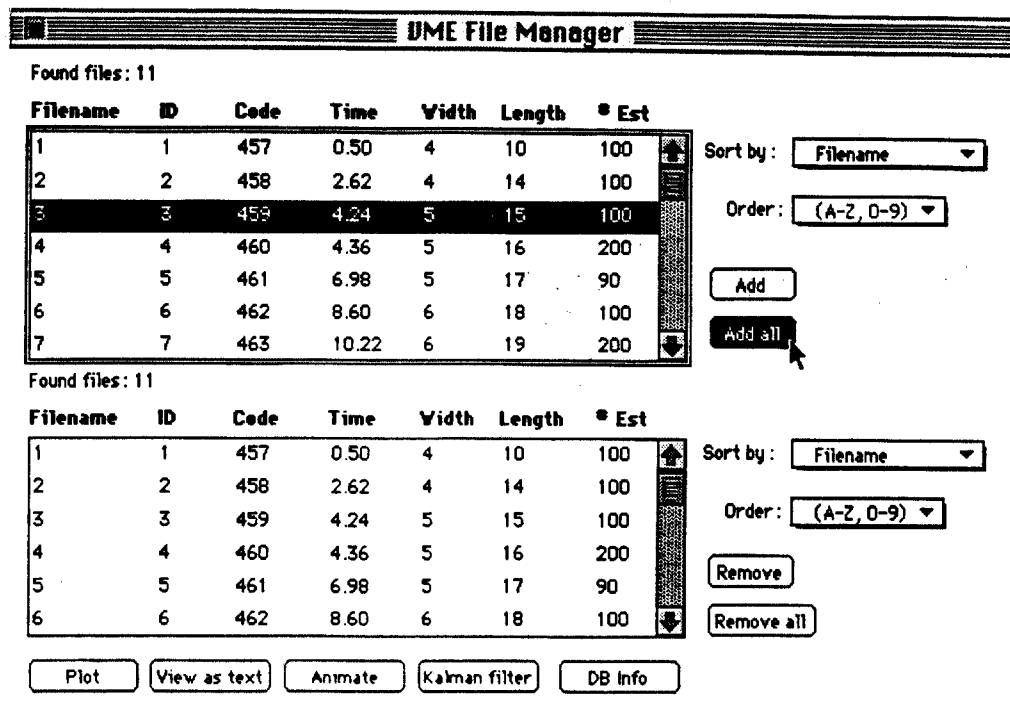 UME File Manager
Found files: 11
Filename ID Code Time Width Length # Est
1 1 457 0.50 4 10 100
2 2 458 2.62 4 14 100
3 3 459 4.24 5 15 100
4 4 460 4.36 5 16 200
5 5 461 6.98 5 17 90
6 6 462 8.60 6 18 100
7 7 463 10.22 6 19 200
Sort by: Filename
Order: (A-Z, 0-9)
Add
Add all
Found files: 11
Filename ID Code Time Width Length # Est
1 1 457 0.50 4 10 100
2 2 458 2.62 4 14 100
3 3 459 4.24 5 15 100
4 4 460 4.36 5 16 200
5 5 461 6.98 5 17 90
6 6 462 8.60 6 18 100
Sort by: Filename
Order: (A-Z, 0-9)
Remove
Remove all
Plot View as text Animate Kalman filter DB Info